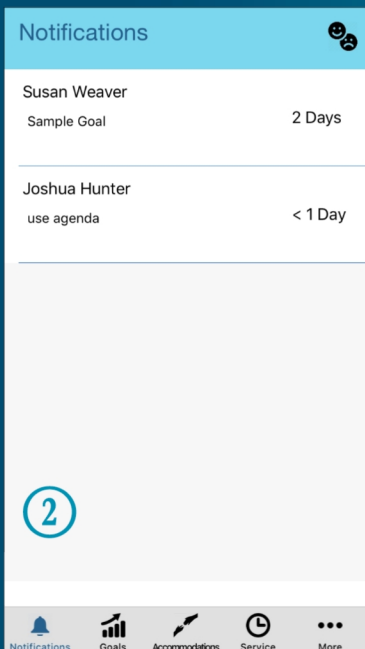 Notifications
Susan Weaver
Sample Goal
2 Days
Joshua Hunter
use agenda
< 1 Day
2
Notifications Goals Accommodations Service More